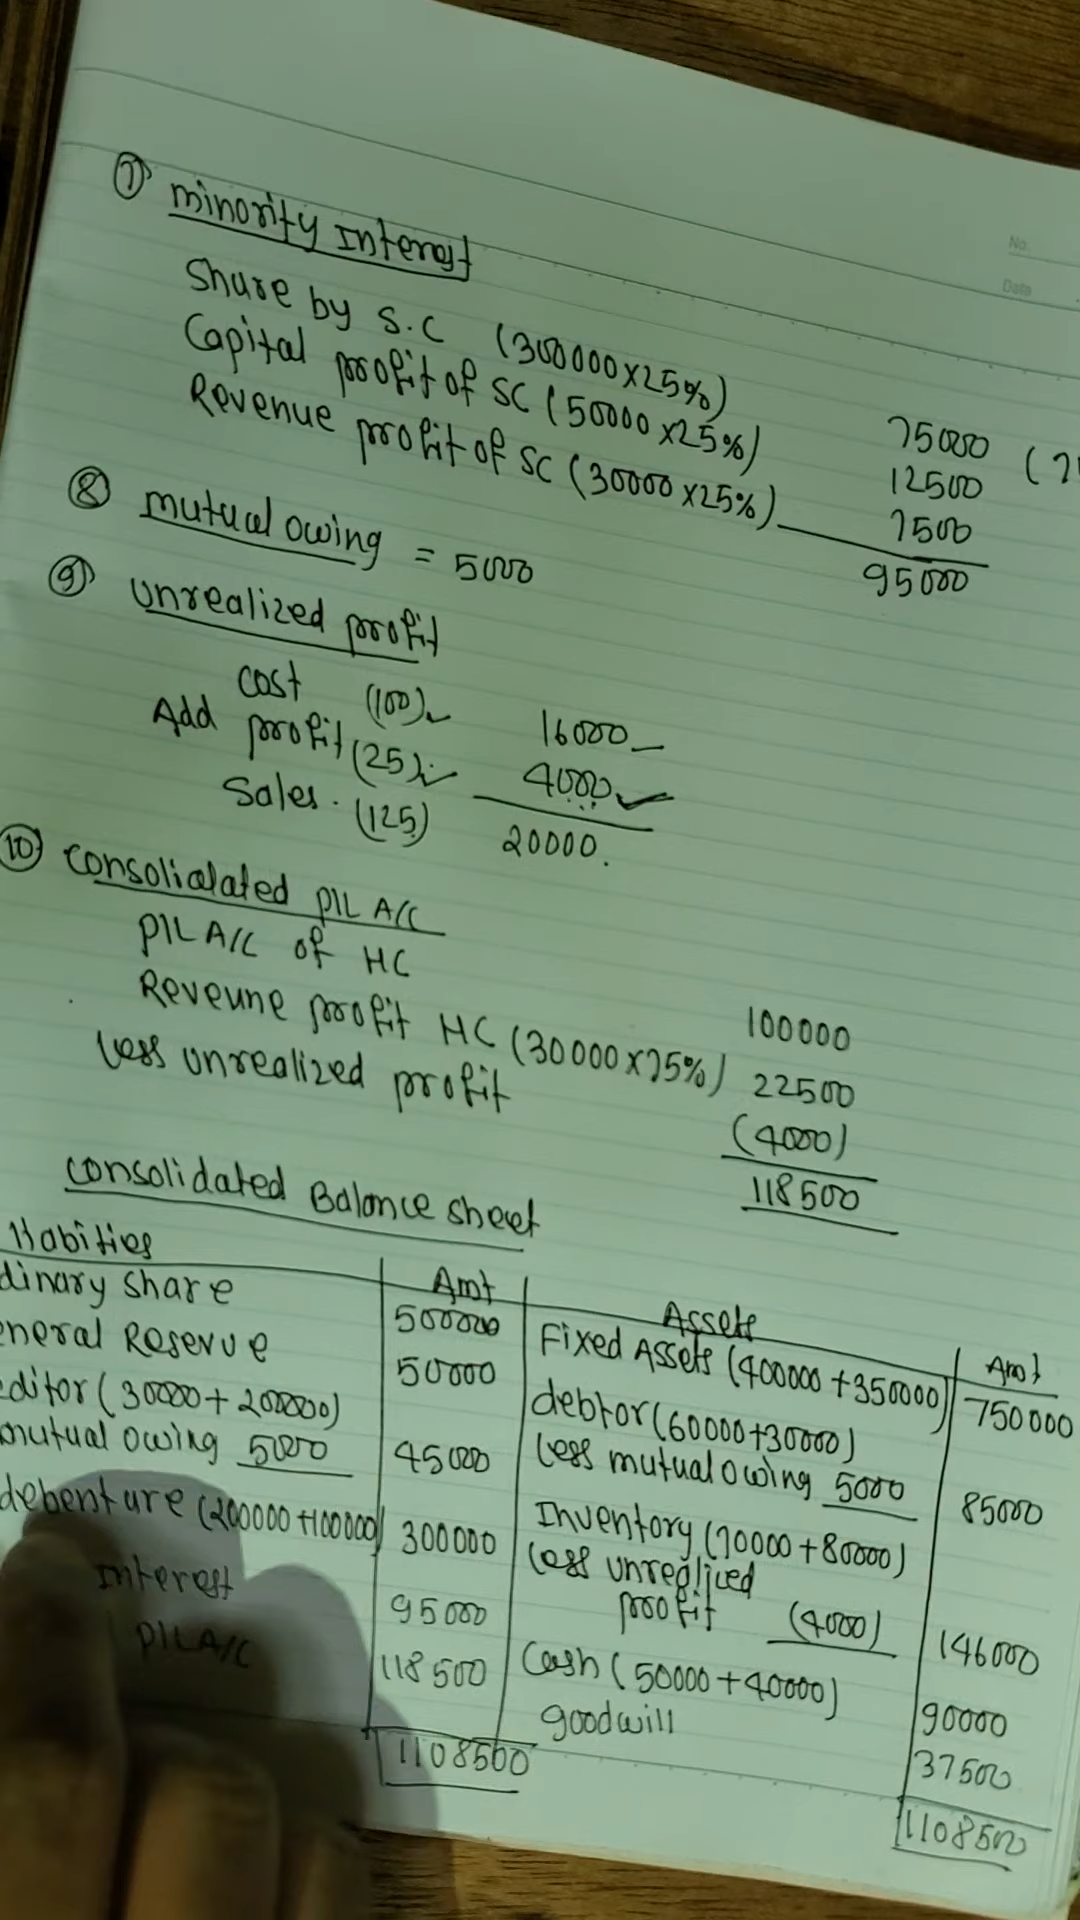 No.
Date
⑦ minority Interest
Share by S.C (300000x25%) 75000
Capital profit of SC (50000x25%) 12500
Revenue profit of SC (30000x25%) 7500
95000
⑧ mutual owing = 5000
⑨ unrealized profit
cost (100) 16000
Add profit (25) 4000
Sales. (125) 20000.
⑩ Consolidated P/L A/C
P/L A/C of HC 100000
Reveune profit HC (30000x75%) 22500
less unrealized profit (4000)
118500
Consolidated Balance sheet
liabities Amt Assets Amt
dinary share 500000 Fixed Assets (400000+350000) 750000
eneral Reserve 50000 debtor (60000+30000)
editor (30000+200000) less mutual owing 5000 85000
mutual owing 5000 45000 Inventory (70000+80000)
debenture (200000+100000) 300000 less unrealized
profit (4000) 146000
Interest 95000 Cash (50000+40000) 90000
P/L A/C 118500 goodwill 37500
1108500 1108500